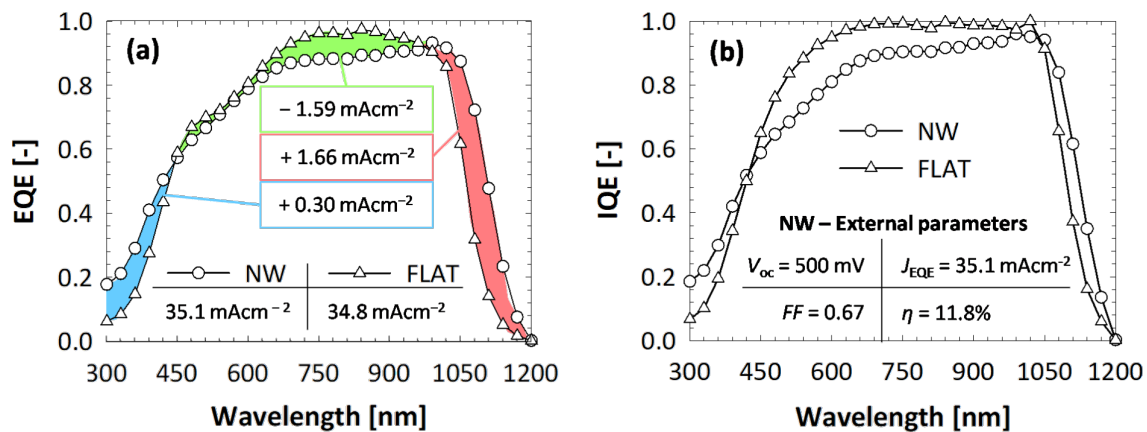 (a)
EQE [-]
1.0
0.8
0.6
0.4
0.2
0.0
− 1.59 mAcm⁻²
+ 1.66 mAcm⁻²
+ 0.30 mAcm⁻²
NW
FLAT
35.1 mAcm⁻²
34.8 mAcm⁻²
300 450 600 750 900 1050 1200
Wavelength [nm]
(b)
IQE [-]
1.0
0.8
0.6
0.4
0.2
0.0
NW
FLAT
NW – External parameters
Voc = 500 mV
JEQE = 35.1 mAcm⁻²
FF = 0.67
η = 11.8%
300 450 600 750 900 1050 1200
Wavelength [nm]